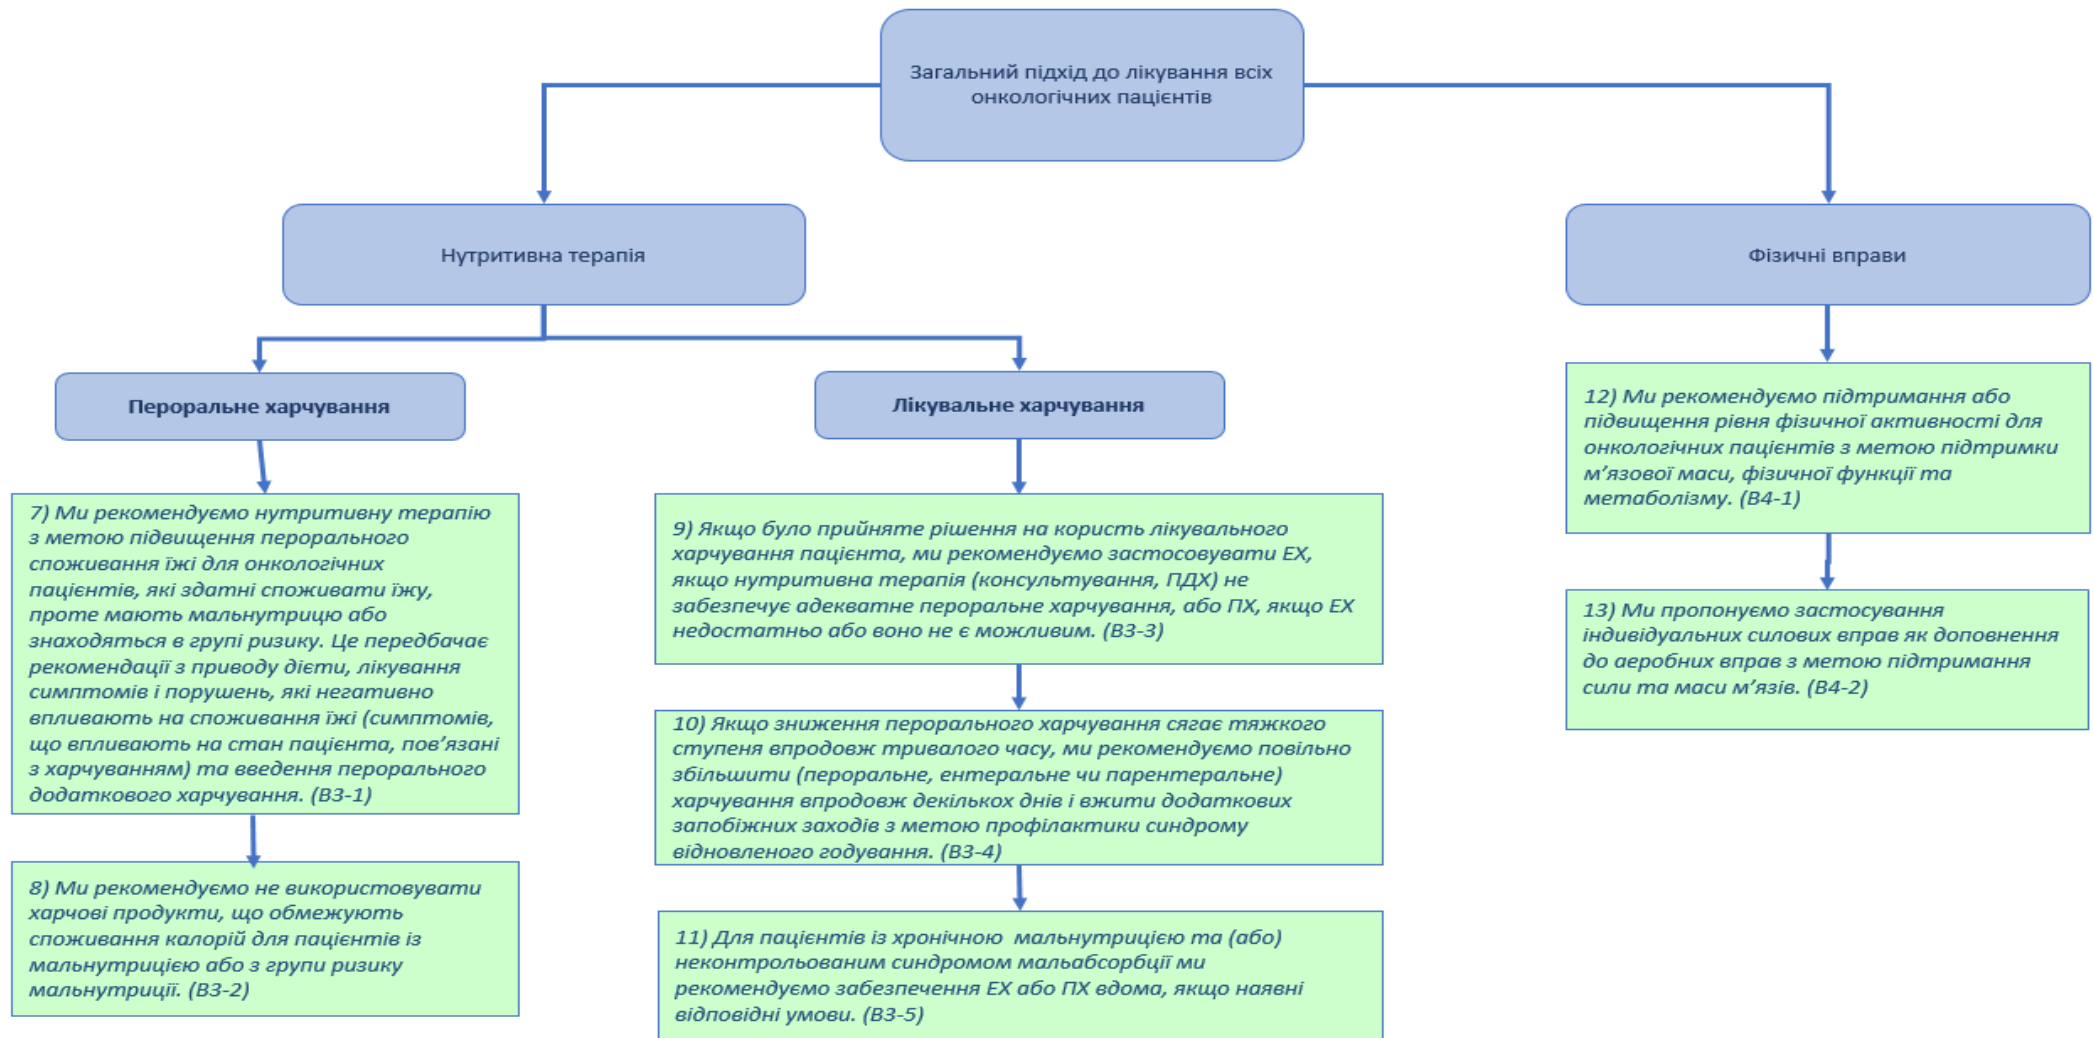 Загальний підхід до лікування всіх
онкологічних пацієнтів
Нутритивна терапія
Фізичні вправи
Пероральне харчування
Лікувальне харчування
7) Ми рекомендуємо нутритивну терапію
з метою підвищення перорального
споживання їжі для онкологічних
пацієнтів, які здатні споживати їжу,
проте мають мальнутрицю або
знаходяться в групі ризику. Це передбачає
рекомендації з приводу дієти, лікування
симптомів і порушень, які негативно
впливають на споживання їжі (симптомів,
що впливають на стан пацієнта, пов’язані
з харчуванням) та введення перорального
додаткового харчування. (B3-1)
8) Ми рекомендуємо не використовувати
харчові продукти, що обмежують
споживання калорій для пацієнтів із
мальнутрицією або з групи ризику
мальнутриції. (B3-2)
9) Якщо було прийняте рішення на користь лікувального
харчування пацієнта, ми рекомендуємо застосовувати ЕХ,
якщо нутритивна терапія (консультування, ПДХ) не
забезпечує адекватне пероральне харчування, або ПХ, якщо ЕХ
недостатньо або воно не є можливим. (B3-3)
10) Якщо зниження перорального харчування сягає тяжкого
ступеня впродовж тривалого часу, ми рекомендуємо повільно
збільшити (пероральне, ентеральне чи парентеральне)
харчування впродовж декількох днів і вжити додаткових
запобіжних заходів з метою профілактики синдрому
відновленого годування. (B3-4)
11) Для пацієнтів із хронічною  мальнутрицією та (або)
неконтрольованим синдромом мальабсорбції ми
рекомендуємо забезпечення ЕХ або ПХ вдома, якщо наявні
відповідні умови. (B3-5)
12) Ми рекомендуємо підтримання або
підвищення рівня фізичної активності для
онкологічних пацієнтів з метою підтримки
м’язової маси, фізичної функції та
метаболізму. (B4-1)
13) Ми пропонуємо застосування
індивідуальних силових вправ як доповнення
до аеробних вправ з метою підтримання
сили та маси м’язів. (B4-2)